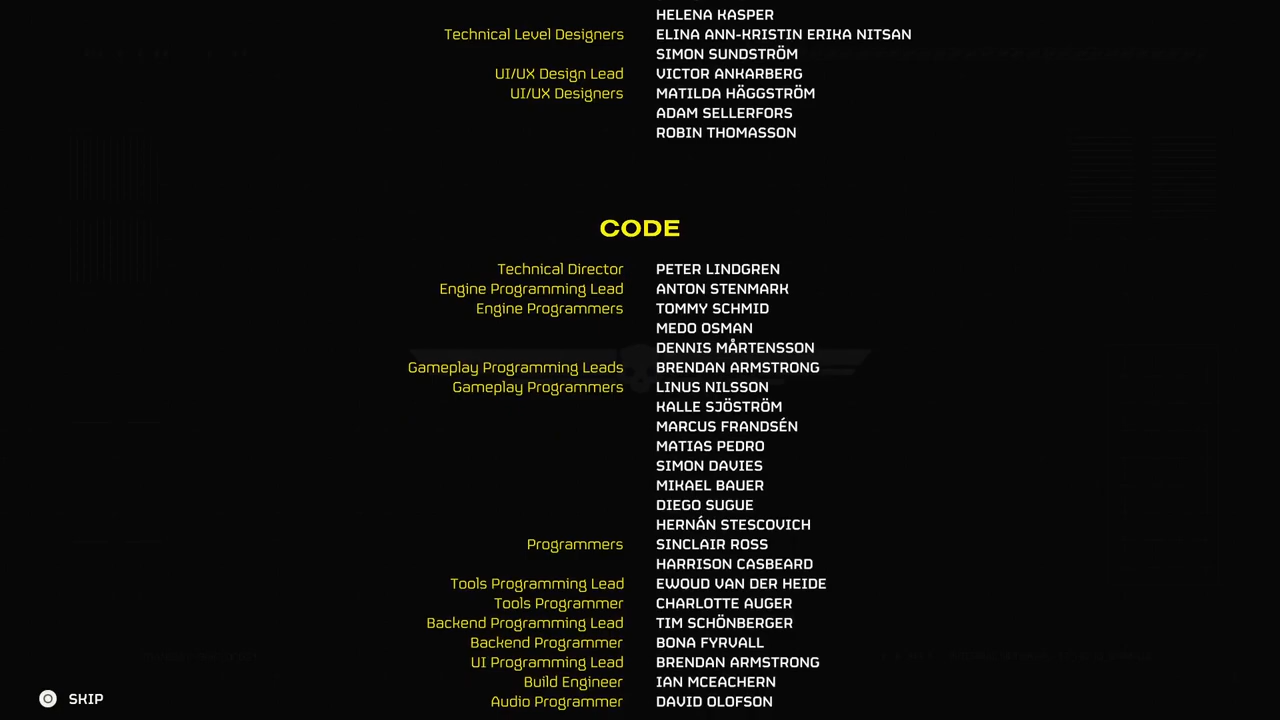 HELENA KASPER
Technical Level Designers ELINA ANN-KRISTIN ERIKA NITSAN
SIMON SUNDSTRÖM
UI/UX Design Lead VICTOR ANKARBERG
UI/UX Designers MATILDA HÄGGSTRÖM
ADAM SELLERFORS
ROBIN THOMASSON
CODE
Technical Director PETER LINDGREN
Engine Programming Lead ANTON STENMARK
Engine Programmers TOMMY SCHMID
MEDO OSMAN
DENNIS MÅRTENSSON
Gameplay Programming Leads BRENDAN ARMSTRONG
Gameplay Programmers LINUS NILSSON
KALLE SJÖSTRÖM
MARCUS FRANDSÉN
MATIAS PEDRO
SIMON DAVIES
MIKAEL BAUER
DIEGO SUGUE
HERNÁN STESCOVICH
Programmers SINCLAIR ROSS
HARRISON CASBEARD
Tools Programming Lead EWOUD VAN DER HEIDE
Tools Programmer CHARLOTTE AUGER
Backend Programming Lead TIM SCHÖNBERGER
Backend Programmer BONA FYRVALL
UI Programming Lead BRENDAN ARMSTRONG
Build Engineer IAN MCEACHERN
Audio Programmer DAVID OLOFSON
SKIP